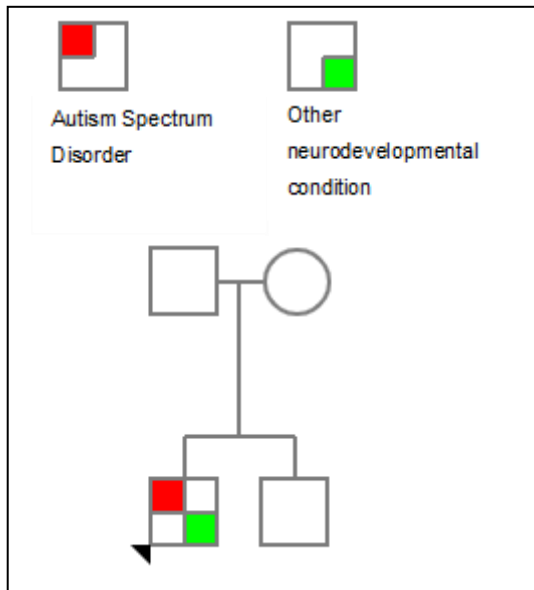 Autism Spectrum
Disorder
Other
neurodevelopmental
condition